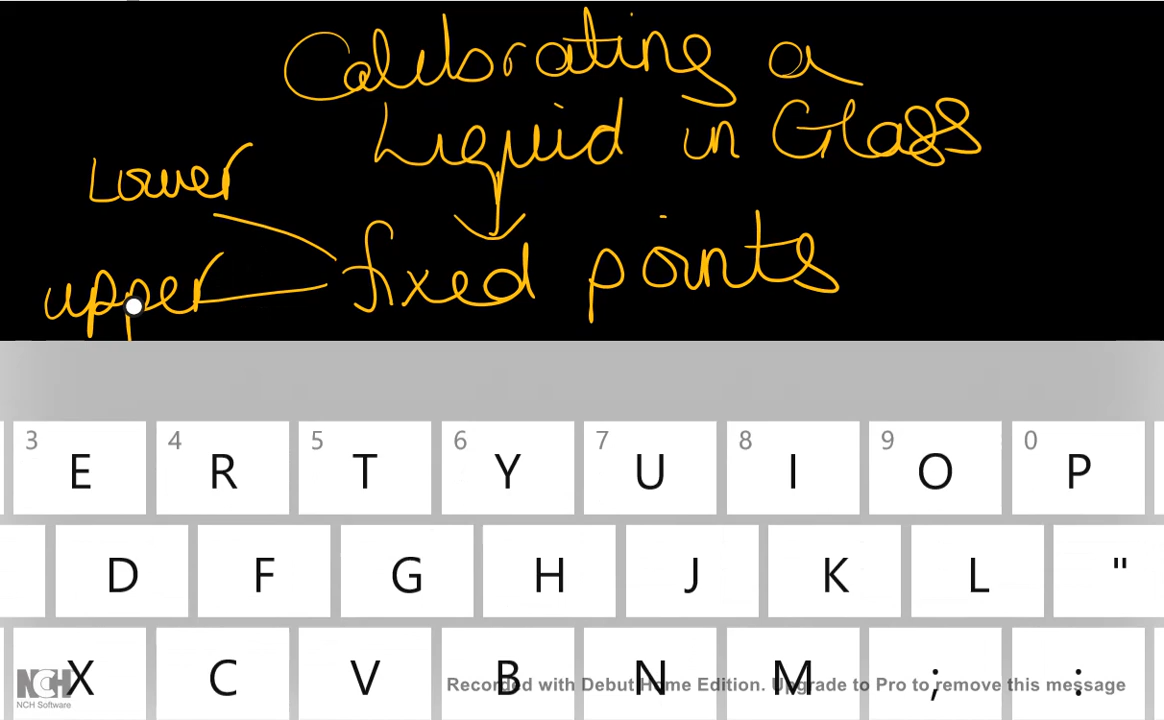 Calibrating a
Liquid in Glass
Lower
fixed points
upper
3 E 4 R 5 T 6 Y 7 U 8 I 9 O 0 P
D F G H J K L "
X C V B N M ; :
NCH
NCH Software
Recorded with Debut Home Edition. Upgrade to Pro to remove this message